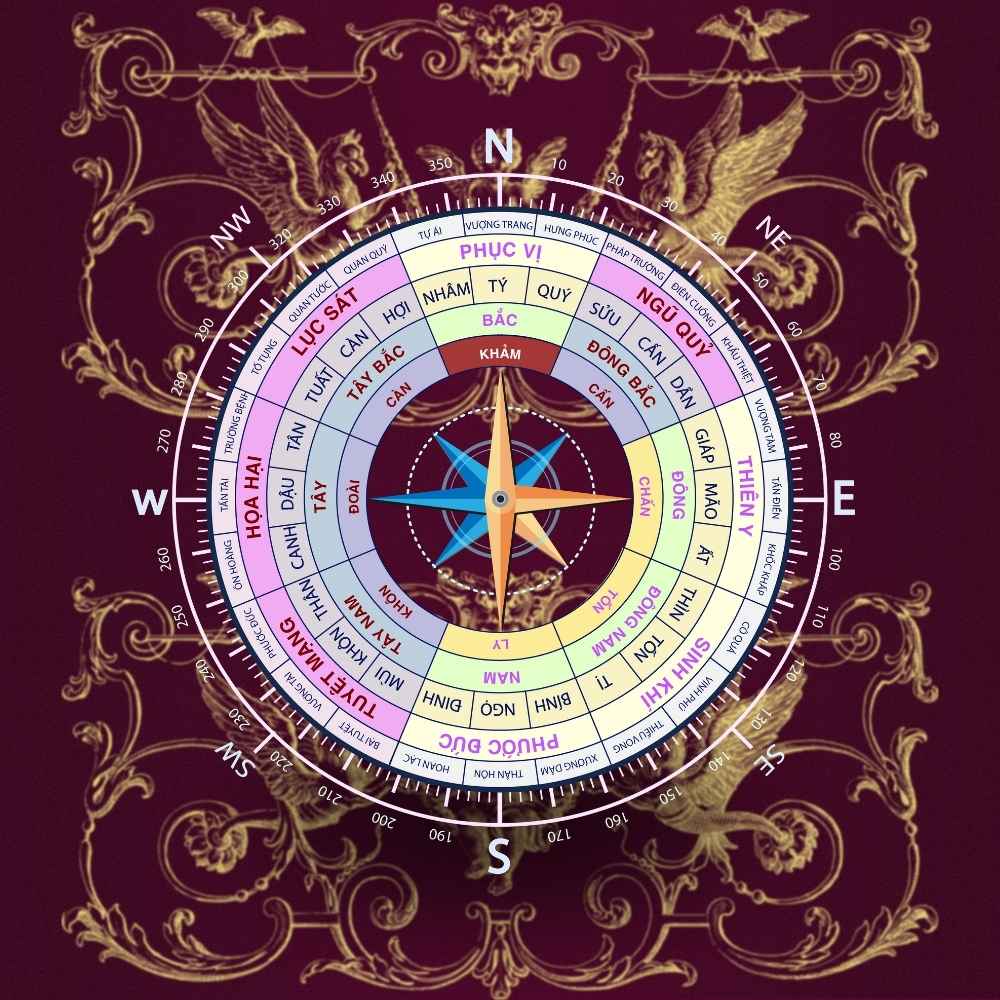 N
10
20
30
NE
40
50
60
70
80
E
100
110
120
SE
130
140
150
160
170
S
190
200
210
SW
220
230
240
250
260
W
270
280
290
300
NW
320
330
340
350
VƯỢNG TRANG
HƯNG PHÚC
PHÁP TRƯỜNG
ĐIÊN CUỒNG
KHẨU THIỆT
VƯỢNG TÀM
TẤN ĐIỀN
KHỐC KHẤP
CÔ QUẢ
VINH PHÚ
THIẾU VONG
XƯƠNG DÂM
THÂN HÔN
HOAN LẠC
BẠI TUYỆT
VƯỢNG TÀI
PHƯỚC ĐỨC
ÔN HOÀNG
TẤN TÀI
TRƯỜNG BỆNH
TỐ TỤNG
QUAN TƯỚC
QUAN QUÝ
TỰ ẢI
PHỤC VỊ
NGŨ QUỶ
THIÊN Y
SINH KHÍ
PHƯỚC ĐỨC
TUYỆT MẠNG
HỌA HẠI
LỤC SÁT
NHÂM
TÝ
QUÝ
SỬU
CẤN
DẦN
GIÁP
MÃO
ẤT
THÌN
TỐN
TỊ
BÍNH
NGỌ
ĐINH
MÙI
KHÔN
THÂN
CANH
DẬU
TÂN
TUẤT
CÀN
HỢI
BẮC
ĐÔNG BẮC
ĐÔNG
ĐÔNG NAM
NAM
TÂY NAM
TÂY
TÂY BẮC
KHẢM
CẤN
CHẤN
TỐN
LY
KHÔN
ĐOÀI
CÀN